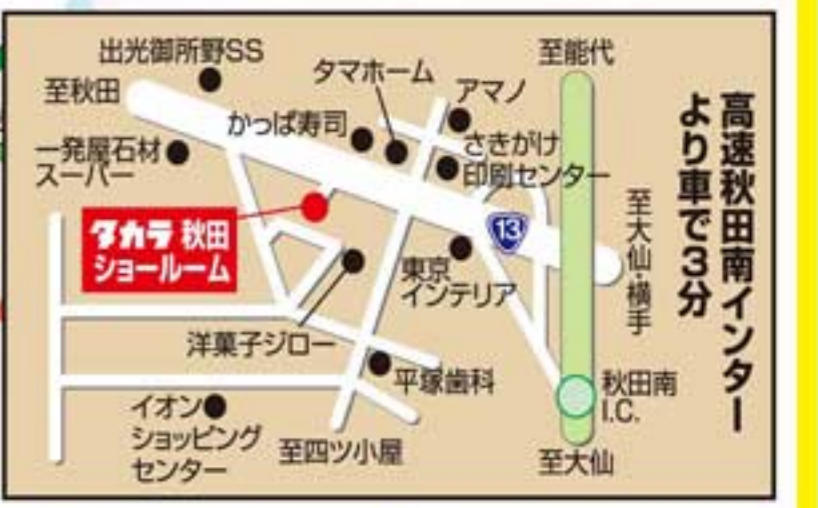 出光御所野SS
至秋田
タマホーム
アマノ
至能代
かっぱ寿司
さきがけ
印刷センター
一発屋石材
スーパー
タカラ 秋田
ショールーム
13
東京
インテリア
至大仙・横手
高速秋田南インター
より車で3分
洋菓子ジロー
平塚歯科
秋田南
I.C.
イオン
ショッピング
センター
至四ツ小屋
至大仙